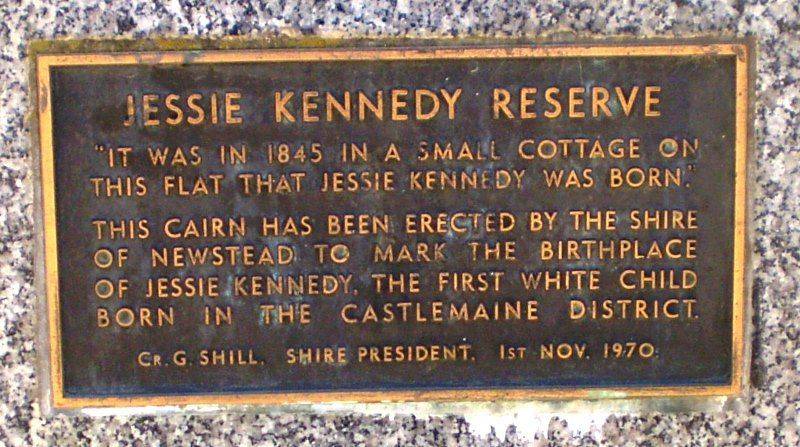 JESSIE KENNEDY RESERVE
"IT WAS IN 1845 IN A SMALL COTTAGE ON
THIS FLAT THAT JESSIE KENNEDY WAS BORN."
THIS CAIRN HAS BEEN ERECTED BY THE SHIRE
OF NEWSTEAD TO MARK THE BIRTHPLACE
OF JESSIE KENNEDY, THE FIRST WHITE CHILD
BORN IN THE CASTLEMAINE DISTRICT.
CR. G. SHILL. SHIRE PRESIDENT. 1ST NOV. 1970.